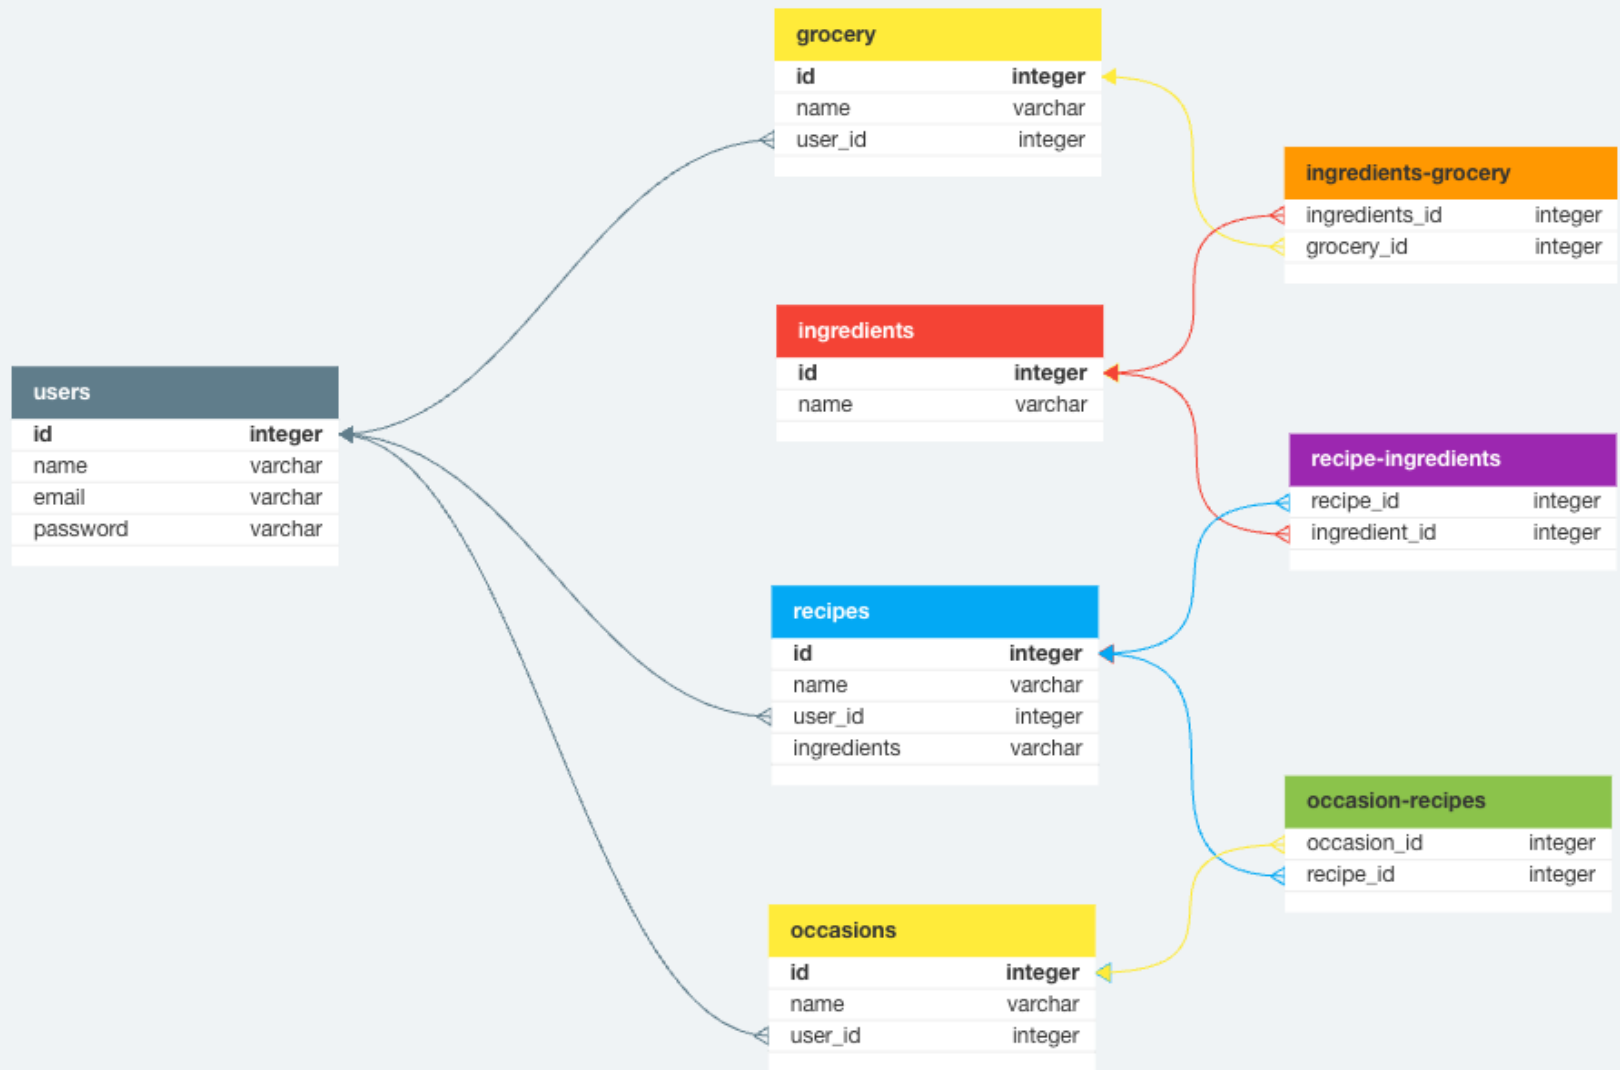 grocery
id integer
name varchar
user_id integer
ingredients-grocery
ingredients_id integer
grocery_id integer
ingredients
id integer
name varchar
users
id integer
name varchar
email varchar
password varchar
recipe-ingredients
recipe_id integer
ingredient_id integer
recipes
id integer
name varchar
user_id integer
ingredients varchar
occasion-recipes
occasion_id integer
recipe_id integer
occasions
id integer
name varchar
user_id integer